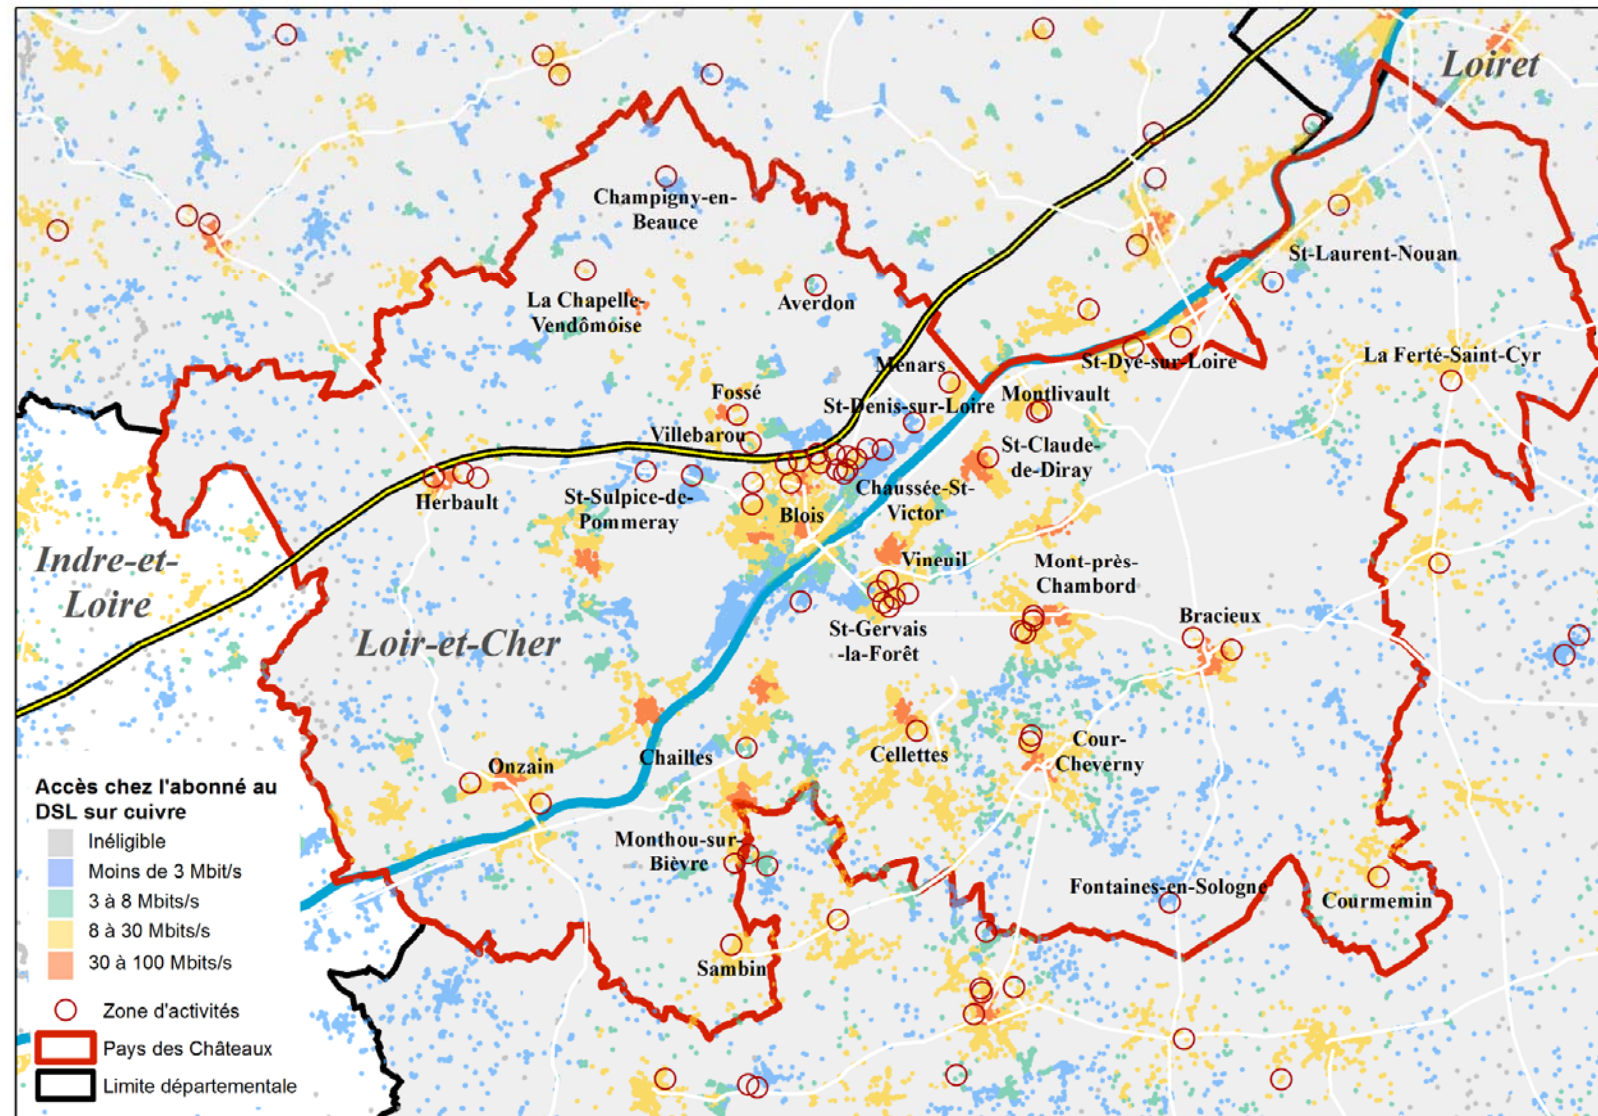 Loiret
Champigny-en-
Beauce
St-Laurent-Nouan
La Chapelle-
Vendômoise
Averdon
St-Dyé-sur-Loire
La Ferté-Saint-Cyr
Menars
Fossé
St-Denis-sur-Loire
Montlivault
Villebarou
St-Claude-
de-Diray
Herbault
St-Sulpice-de-
Pommeray
Chaussée-St-
Victor
Blois
Indre-et-
Loire
Vineuil
Mont-près-
Chambord
Bracieux
Loir-et-Cher
St-Gervais
-la-Forêt
Chailles
Cellettes
Cour-
Cheverny
Onzain
Monthou-sur-
Bièvre
Fontaines-en-Sologne
Courmemin
Sambin
Accès chez l'abonné au
DSL sur cuivre
Inéligible
Moins de 3 Mbit/s
3 à 8 Mbits/s
8 à 30 Mbits/s
30 à 100 Mbits/s
Zone d'activités
Pays des Châteaux
Limite départementale